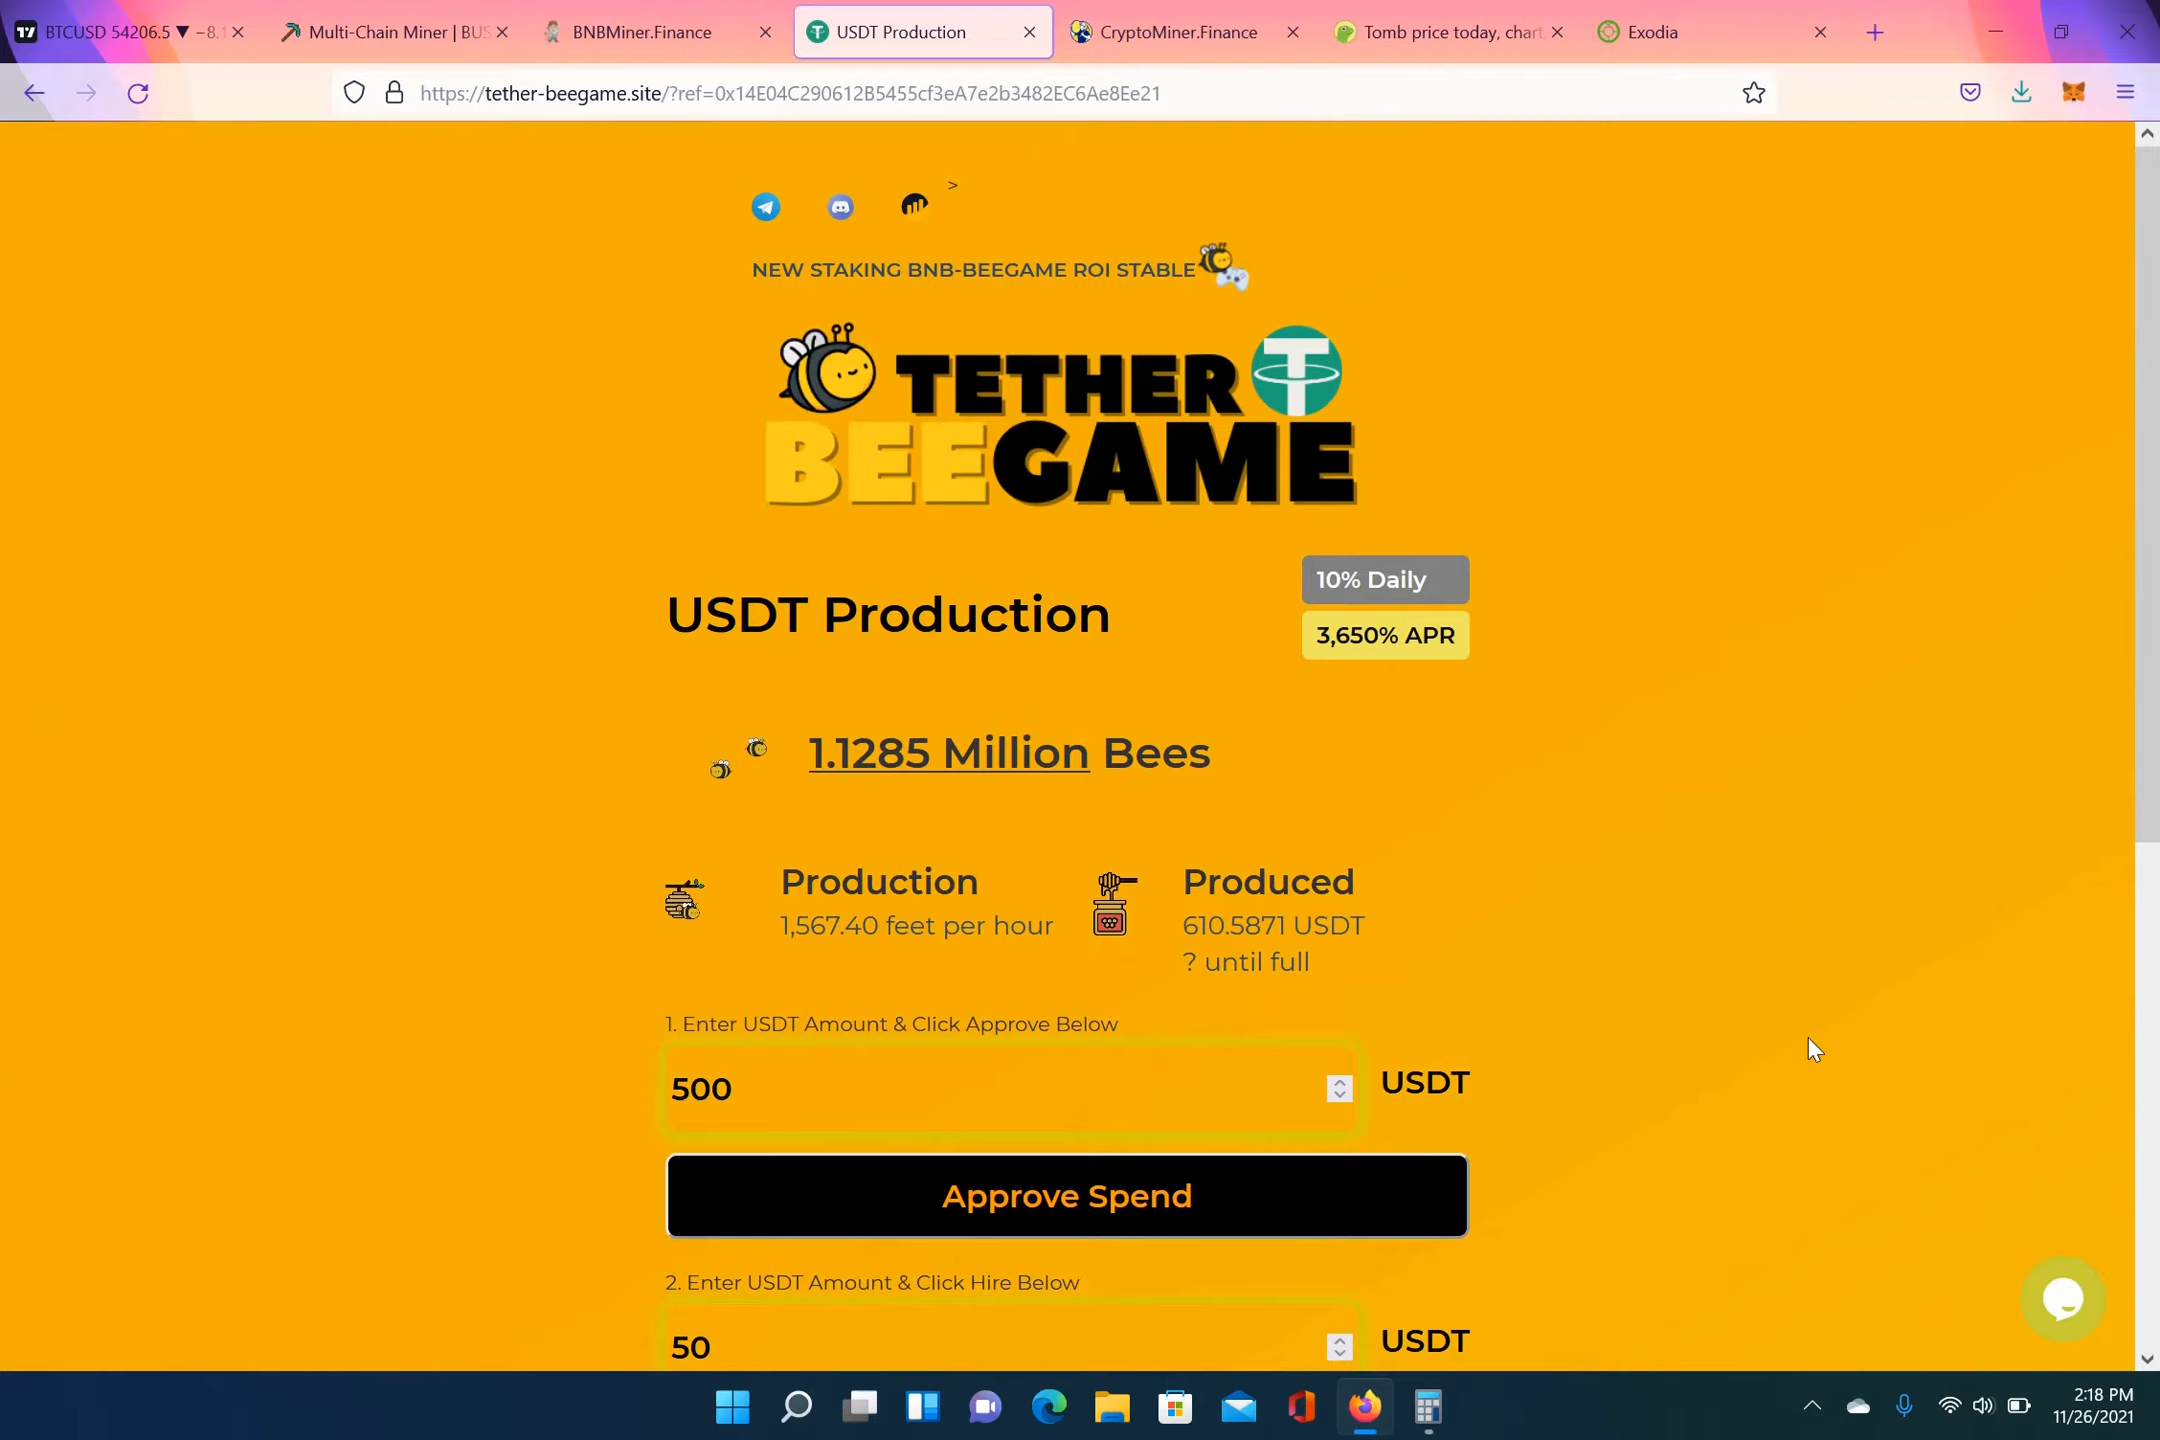 BTCUSD 54206.5 ▼ −8.1
Multi-Chain Miner | BUS
BNBMiner.Finance
USDT Production
CryptoMiner.Finance
Tomb price today, chart
Exodia
https://tether-beegame.site/?ref=0x14E04C290612B5455cf3eA7e2b3482EC6Ae8Ee21
>
NEW STAKING BNB-BEEGAME ROI STABLE
TETHER
BEEGAME
10% Daily
USDT Production
3,650% APR
1.1285 Million Bees
Production
1,567.40 feet per hour
Produced
610.5871 USDT
? until full
1. Enter USDT Amount & Click Approve Below
500
USDT
Approve Spend
2. Enter USDT Amount & Click Hire Below
50
USDT
2:18 PM
11/26/2021